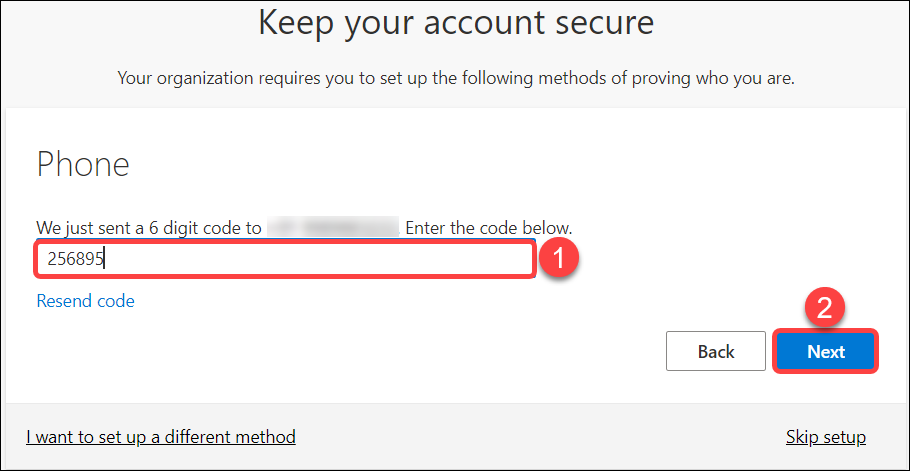 Keep your account secure
Your organization requires you to set up the following methods of proving who you are.
Phone
We just sent a 6 digit code to . Enter the code below.
256895
1
Resend code
2
Back
Next
I want to set up a different method
Skip setup